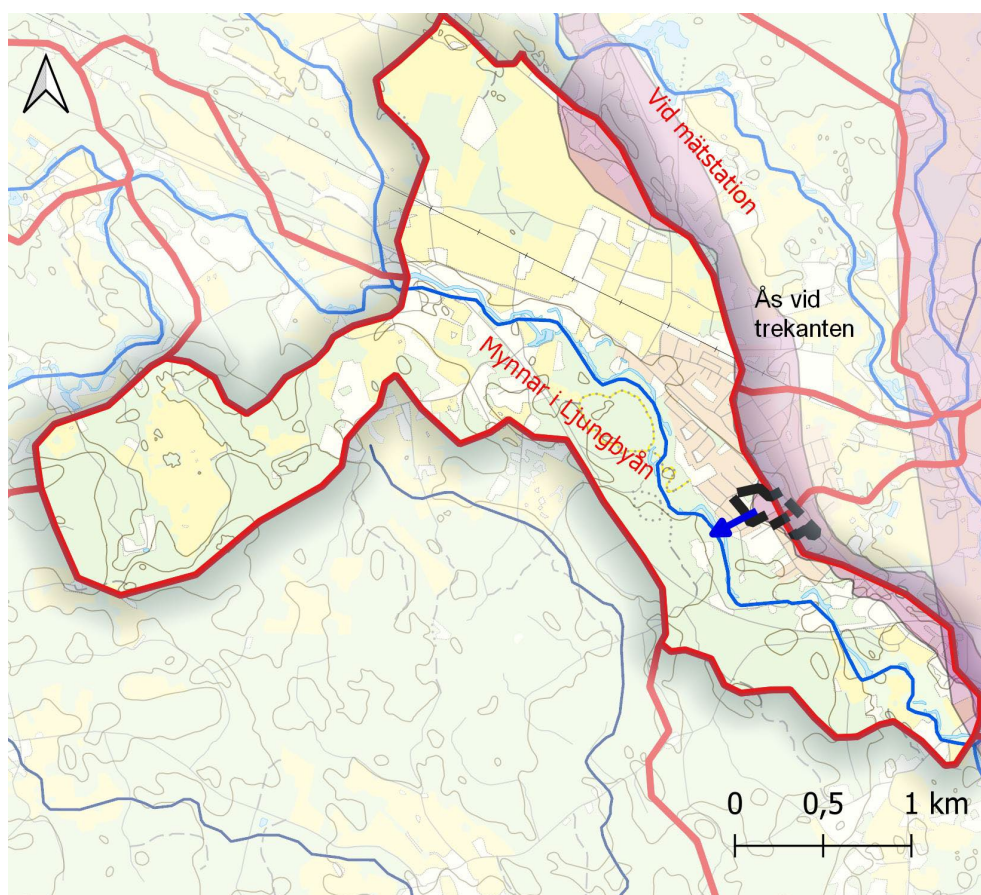 Vid mätstation
Ås vid
trekanten
Mynnar i Ljungbyån
0 0,5 1 km